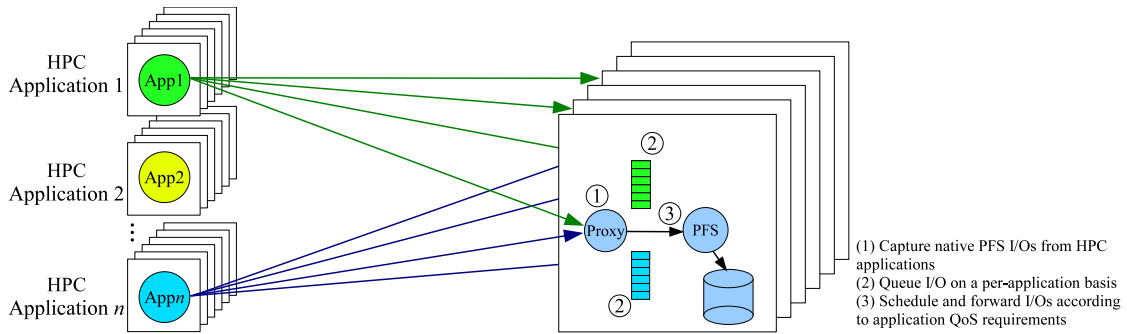 HPC
Application 1
App1
HPC
Application 2
App2
HPC
Application n
Appn
2
1
3
Proxy
PFS
2
(1) Capture native PFS I/Os from HPC
applications
(2) Queue I/O on a per-application basis
(3) Schedule and forward I/Os according
to application QoS requirements